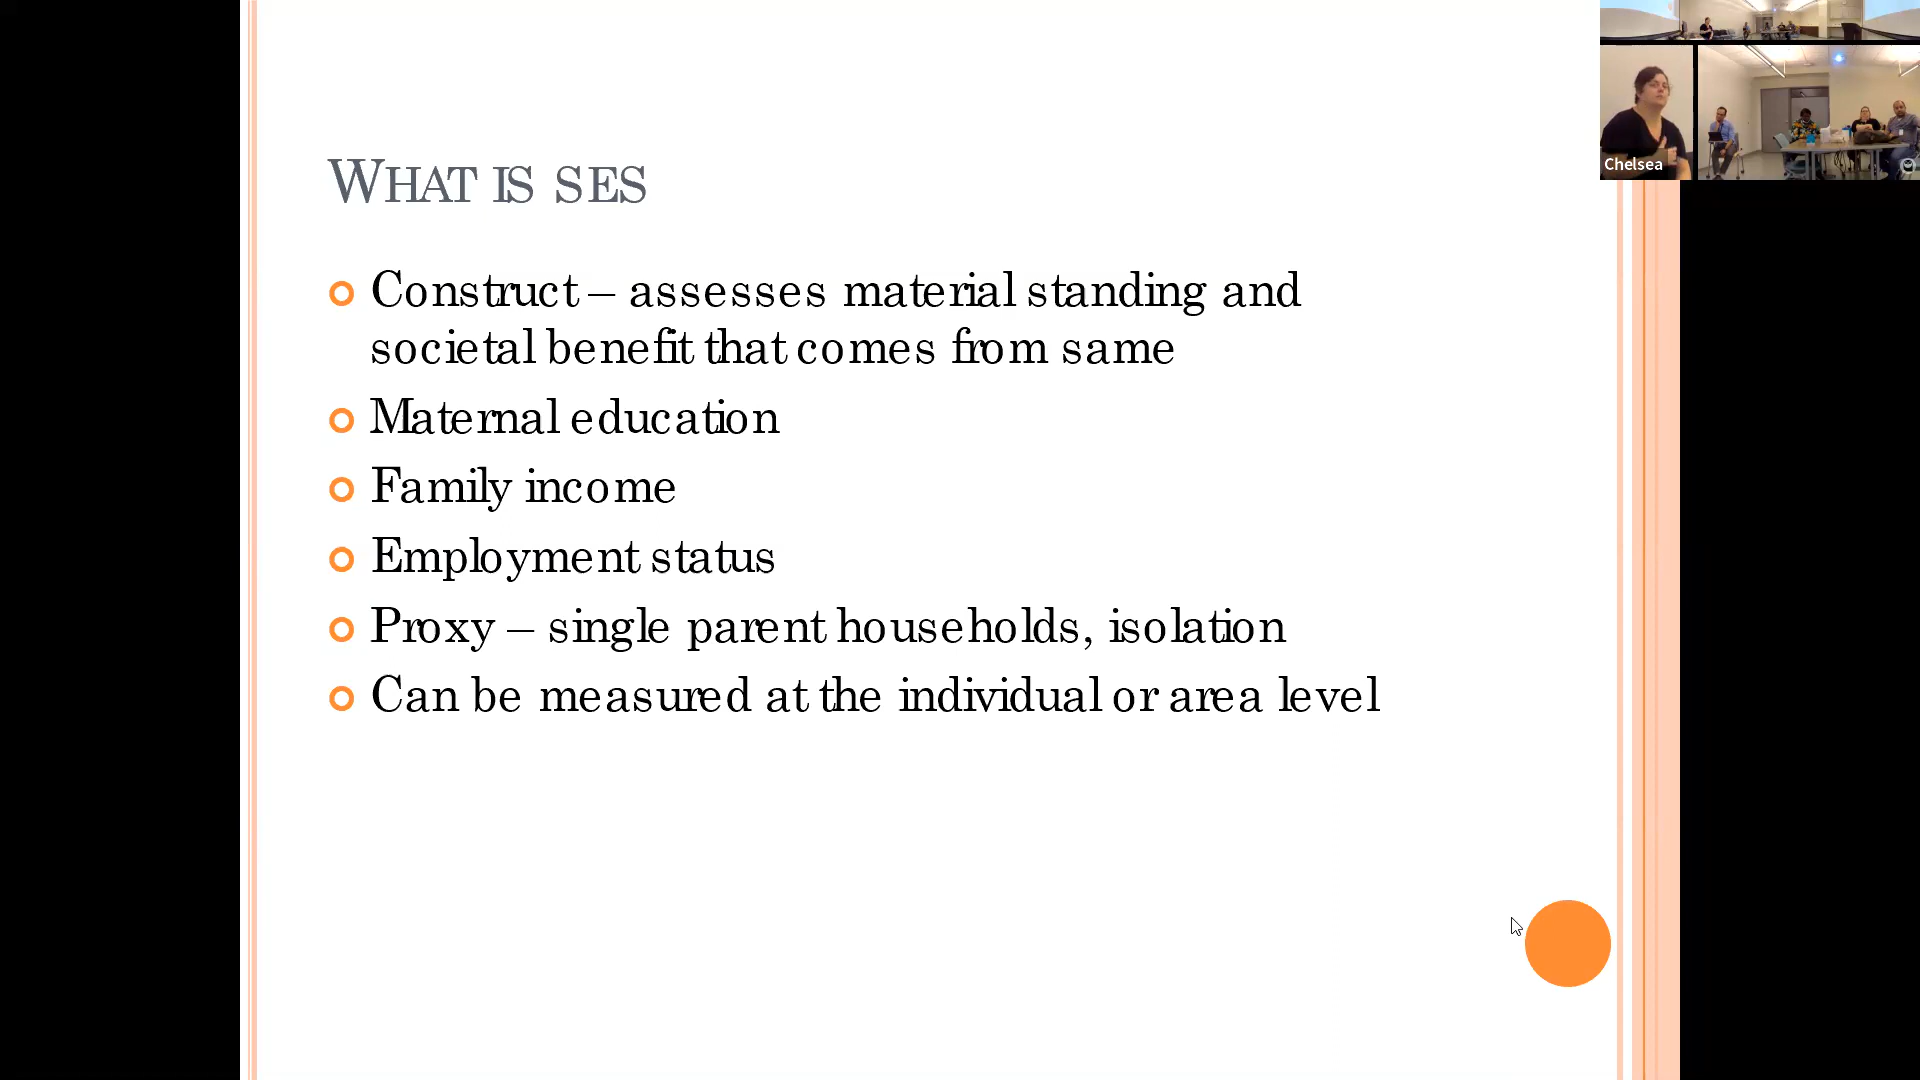 WHAT IS SES
Construct – assesses material standing and
societal benefit that comes from same
Maternal education
Family income
Employment status
Proxy – single parent households, isolation
Can be measured at the individual or area level
Chelsea